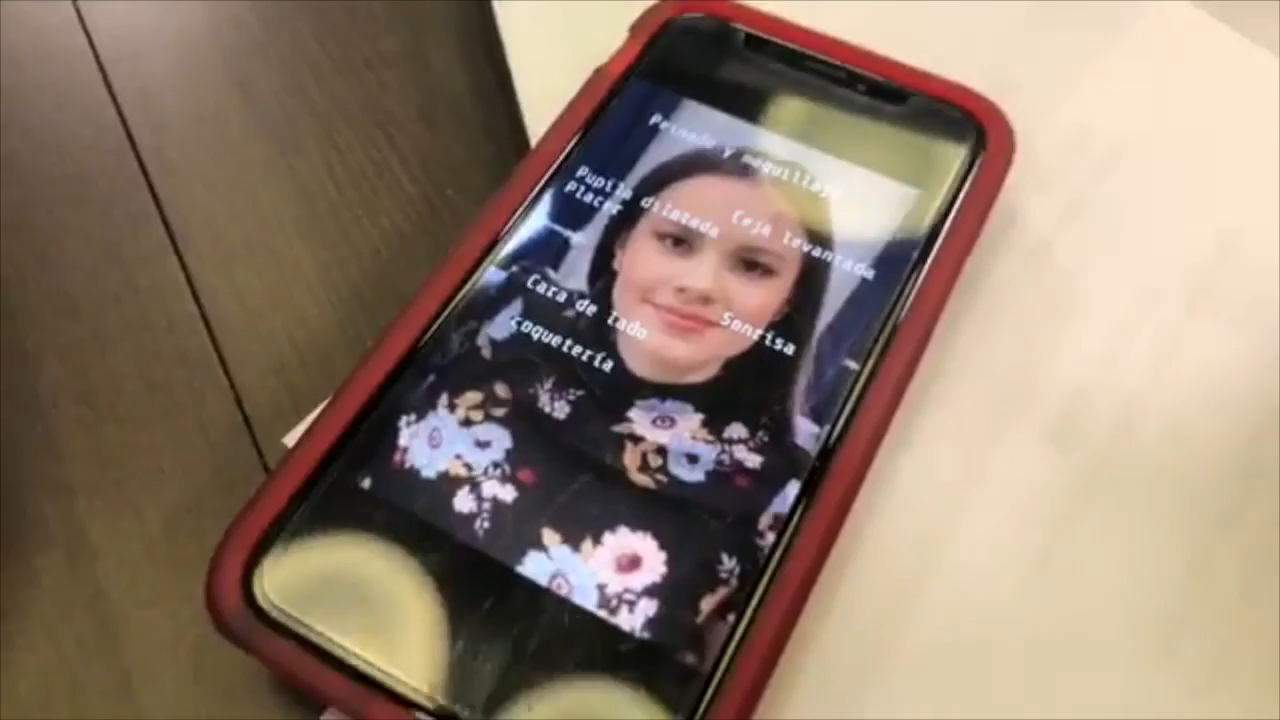 Peinado y maquillaje
Pupila dilatada
Placer
Ceja levantada
Cara de lado
Sonrisa
coquetería